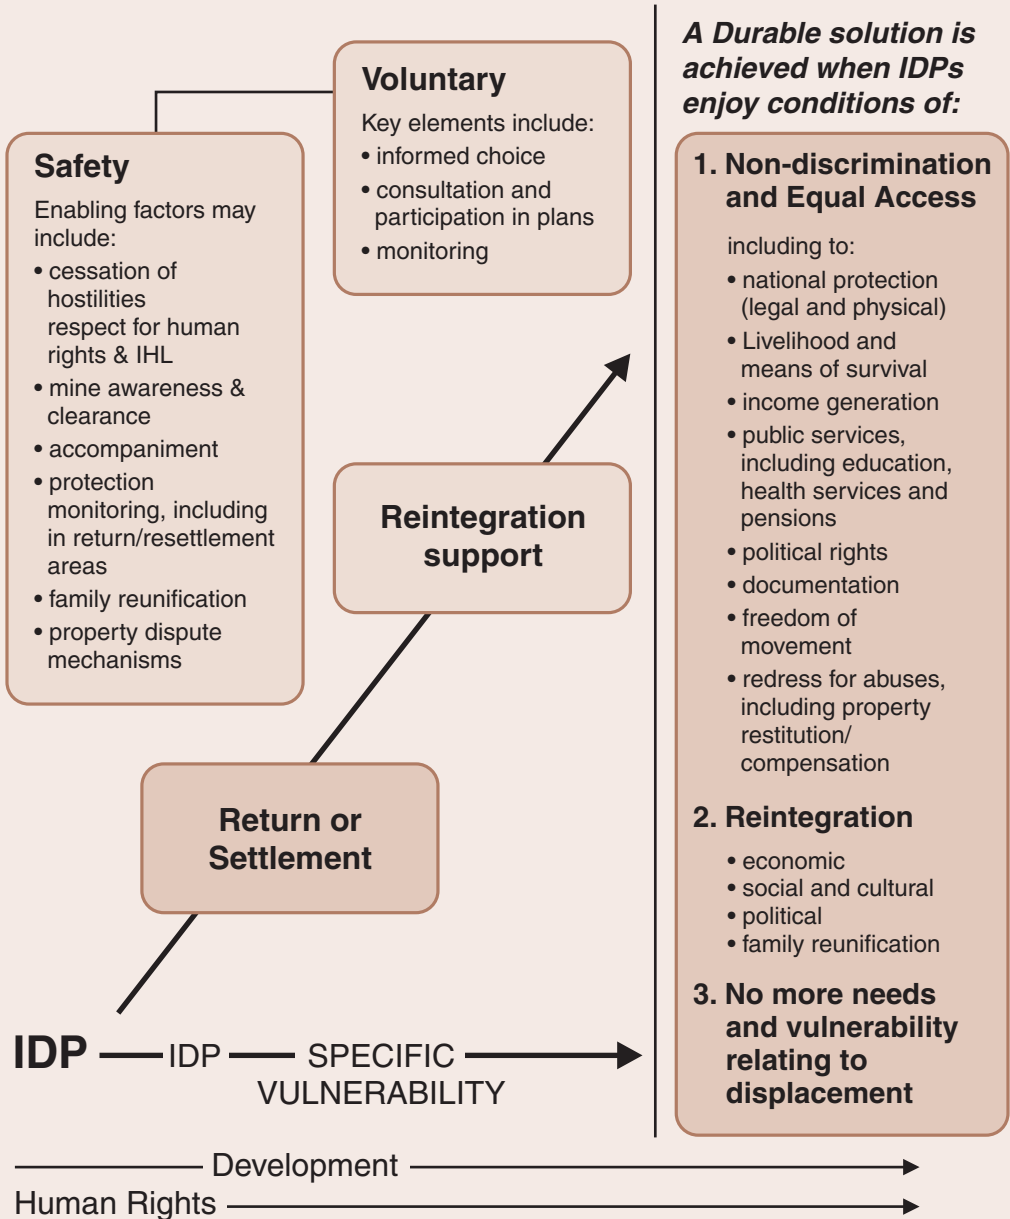 Voluntary
Key elements include:
• informed choice
• consultation and
participation in plans
• monitoring
Safety
Enabling factors may
include:
• cessation of
hostilities
respect for human
rights & IHL
• mine awareness &
clearance
• accompaniment
• protection
monitoring, including
in return/resettlement
areas
• family reunification
• property dispute
mechanisms
Reintegration
support
Return or
Settlement
IDP IDP SPECIFIC
VULNERABILITY
Development
Human Rights
A Durable solution is
achieved when IDPs
enjoy conditions of:
1. Non-discrimination
and Equal Access
including to:
• national protection
(legal and physical)
• Livelihood and
means of survival
• income generation
• public services,
including education,
health services and
pensions
• political rights
• documentation
• freedom of
movement
• redress for abuses,
including property
restitution/
compensation
2. Reintegration
• economic
• social and cultural
• political
• family reunification
3. No more needs
and vulnerability
relating to
displacement